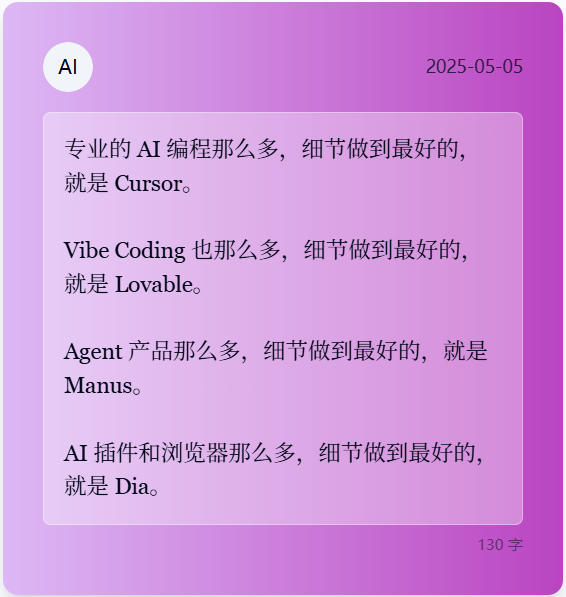 AI
2025-05-05
专业的 AI 编程那么多，细节做到最好的，
就是 Cursor。
Vibe Coding 也那么多，细节做到最好的，
就是 Lovable。
Agent 产品那么多，细节做到最好的，就是
Manus。
AI 插件和浏览器那么多，细节做到最好的，
就是 Dia。
130 字